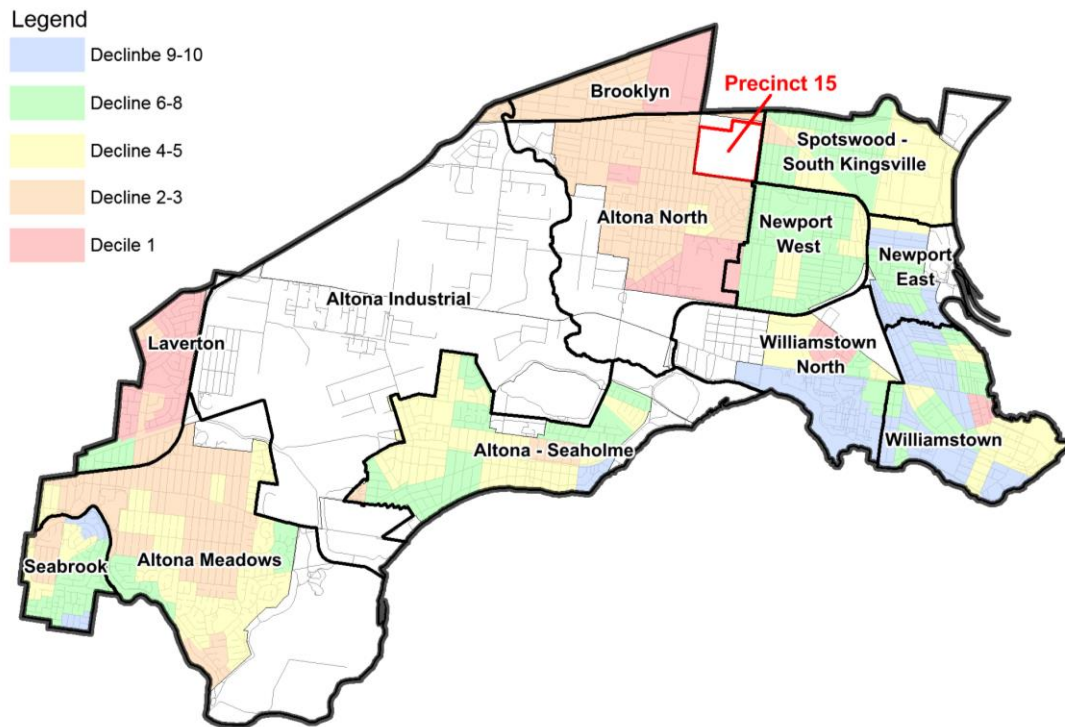 Legend
Declinbe 9-10
Decline 6-8
Decline 4-5
Decline 2-3
Decile 1
Precinct 15
Brooklyn
Spotswood -
South Kingsville
Altona North
Newport
West
Newport
East
Altona Industrial
Laverton
Williamstown
North
Altona - Seaholme
Williamstown
Seabrook
Altona Meadows